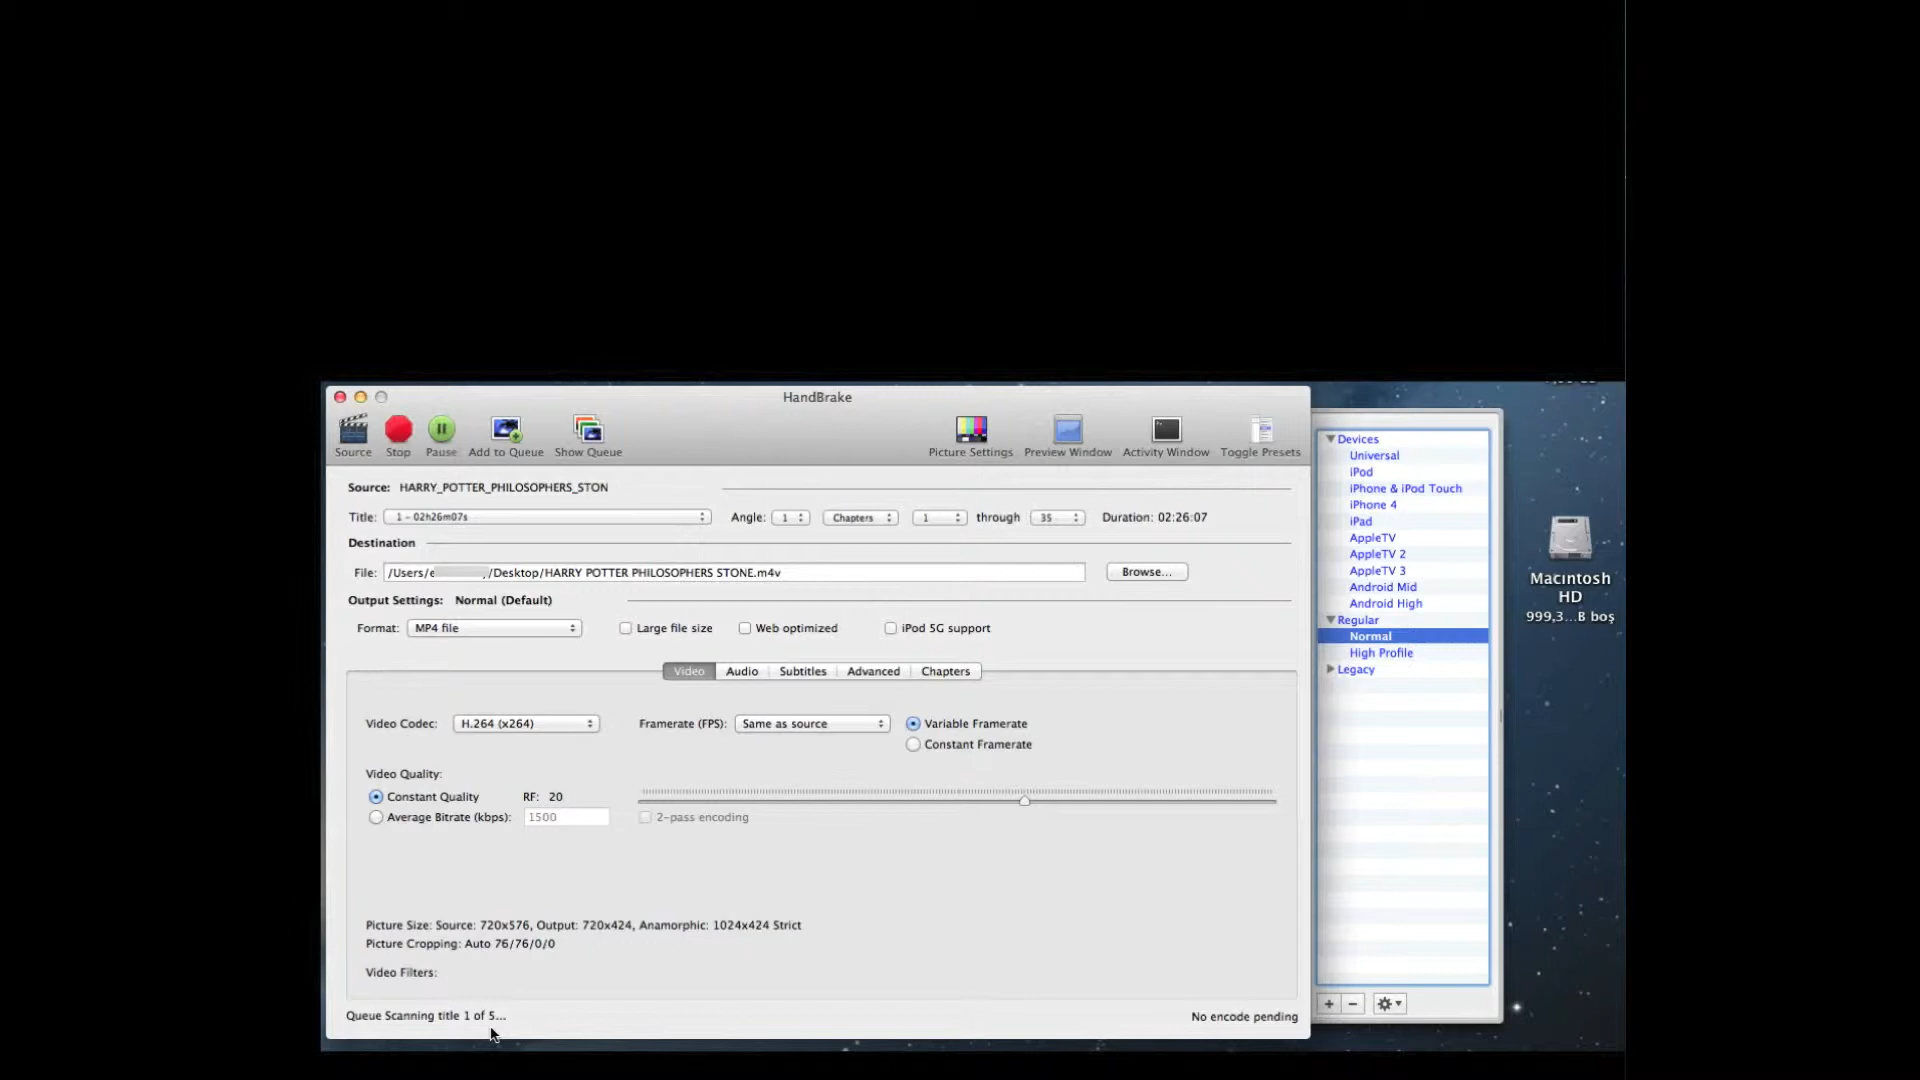 HandBrake
Source Stop Pause Add to Queue Show Queue Picture Settings Preview Window Activity Window Toggle Presets
Source: HARRY_POTTER_PHILOSOPHERS_STON
Title: 1 - 02h26m07s Angle: 1 Chapters 1 through 35 Duration: 02:26:07
Destination
File: /Users/e /Desktop/HARRY POTTER PHILOSOPHERS STONE.m4v Browse...
Output Settings: Normal (Default)
Format: MP4 file Large file size Web optimized iPod 5G support
Video Audio Subtitles Advanced Chapters
Video Codec: H.264 (x264) Framerate (FPS): Same as source Variable Framerate
Constant Framerate
Video Quality:
Constant Quality RF: 20
Average Bitrate (kbps): 1500 2-pass encoding
Picture Size: Source: 720x576, Output: 720x424, Anamorphic: 1024x424 Strict
Picture Cropping: Auto 76/76/0/0
Video Filters:
Queue Scanning title 1 of 5...
No encode pending
Devices
Universal
iPod
iPhone & iPod Touch
iPhone 4
iPad
AppleTV
AppleTV 2
AppleTV 3
Android Mid
Android High
Regular
Normal
High Profile
Legacy
Macintosh
HD
999,3...B boş